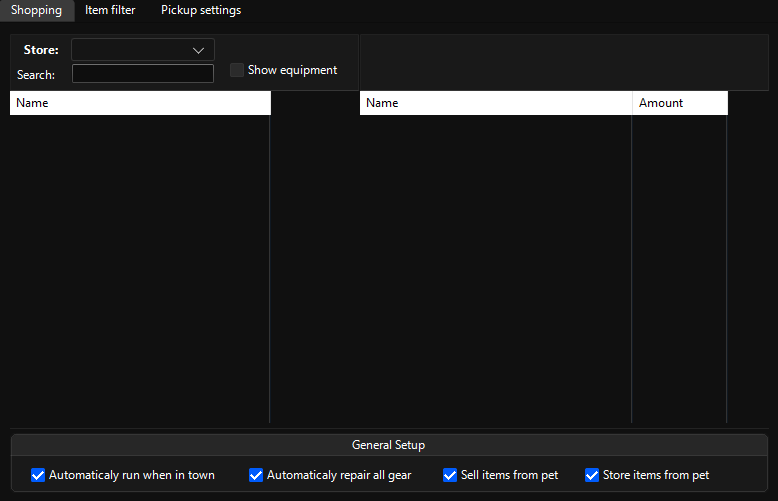 Shopping Item filter Pickup settings
Store:
Search: Show equipment
Name Name Amount
General Setup
Automaticaly run when in town Automaticaly repair all gear Sell items from pet Store items from pet